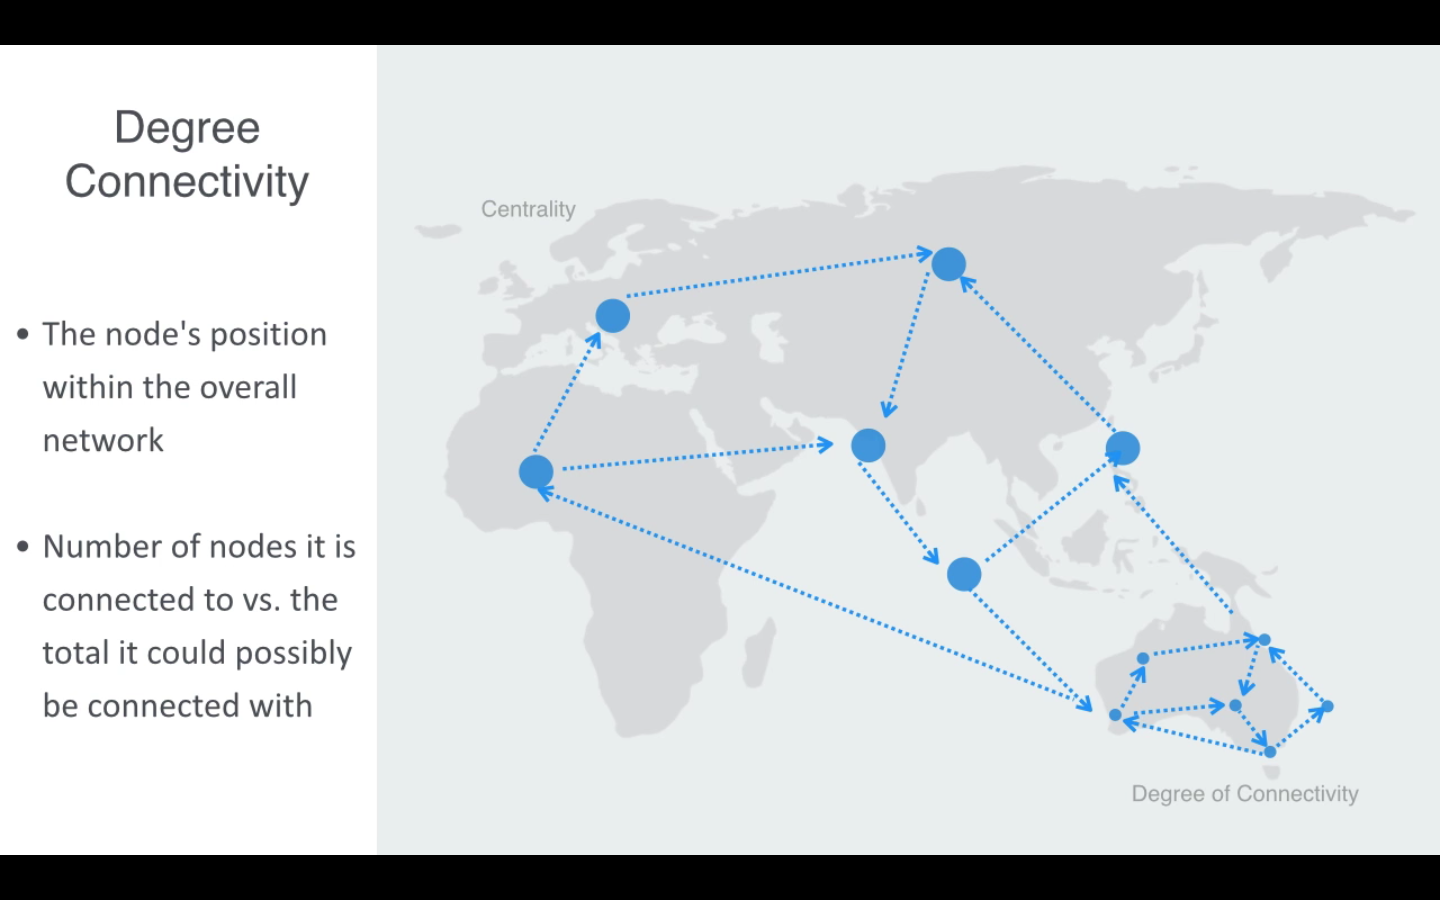 Degree
Connectivity
• The node's position
within the overall
network
• Number of nodes it is
connected to vs. the
total it could possibly
be connected with
Centrality
Degree of Connectivity